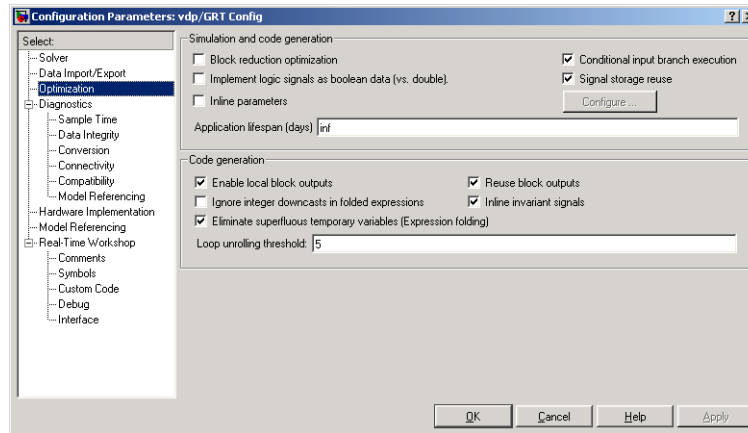 Configuration Parameters: vdp/GRT Config
Select:
Solver
Data Import/Export
Optimization
Diagnostics
Sample Time
Data Integrity
Conversion
Connectivity
Compatibility
Model Referencing
Hardware Implementation
Model Referencing
Real-Time Workshop
Comments
Symbols
Custom Code
Debug
Interface
Simulation and code generation
Block reduction optimization
Conditional input branch execution
Implement logic signals as boolean data (vs. double).
Signal storage reuse
Inline parameters
Configure ...
Application lifespan (days) inf
Code generation
Enable local block outputs
Reuse block outputs
Ignore integer downcasts in folded expressions
Inline invariant signals
Eliminate superfluous temporary variables (Expression folding)
Loop unrolling threshold: 5
OK Cancel Help Apply